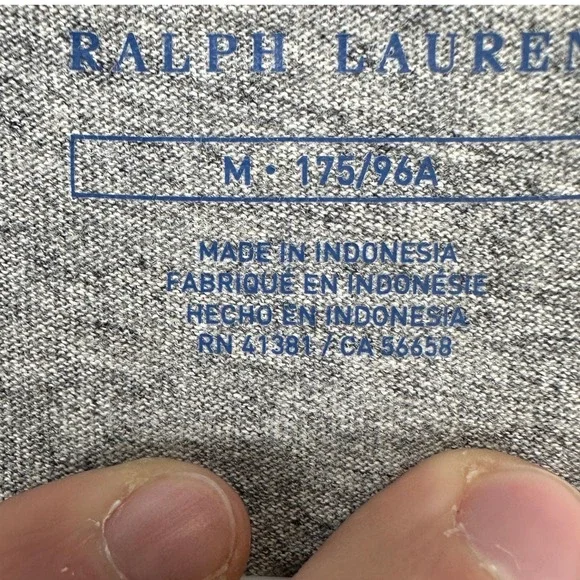 RALPH LAUREN
M • 175/96A
MADE IN INDONESIA
FABRIQUÉ EN INDONÉSIE
HECHO EN INDONESIA
RN 41381 / CA 56658